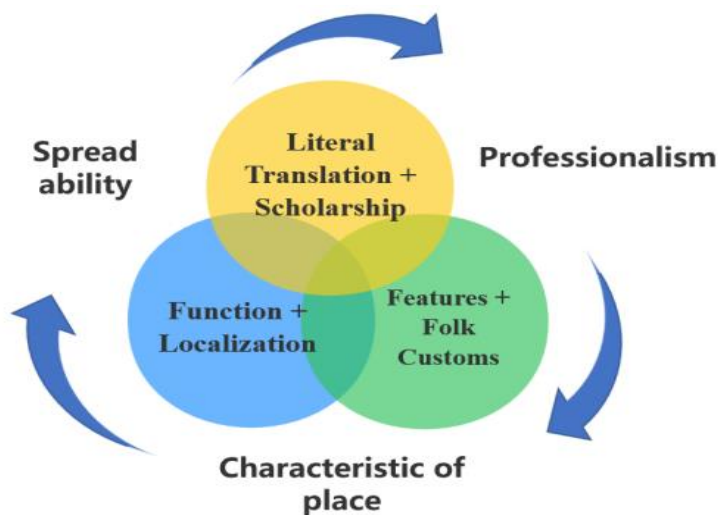 Literal
Translation +
Scholarship
Spread
ability
Professionalism
Function +
Localization
Features +
Folk
Customs
Characteristic of
place